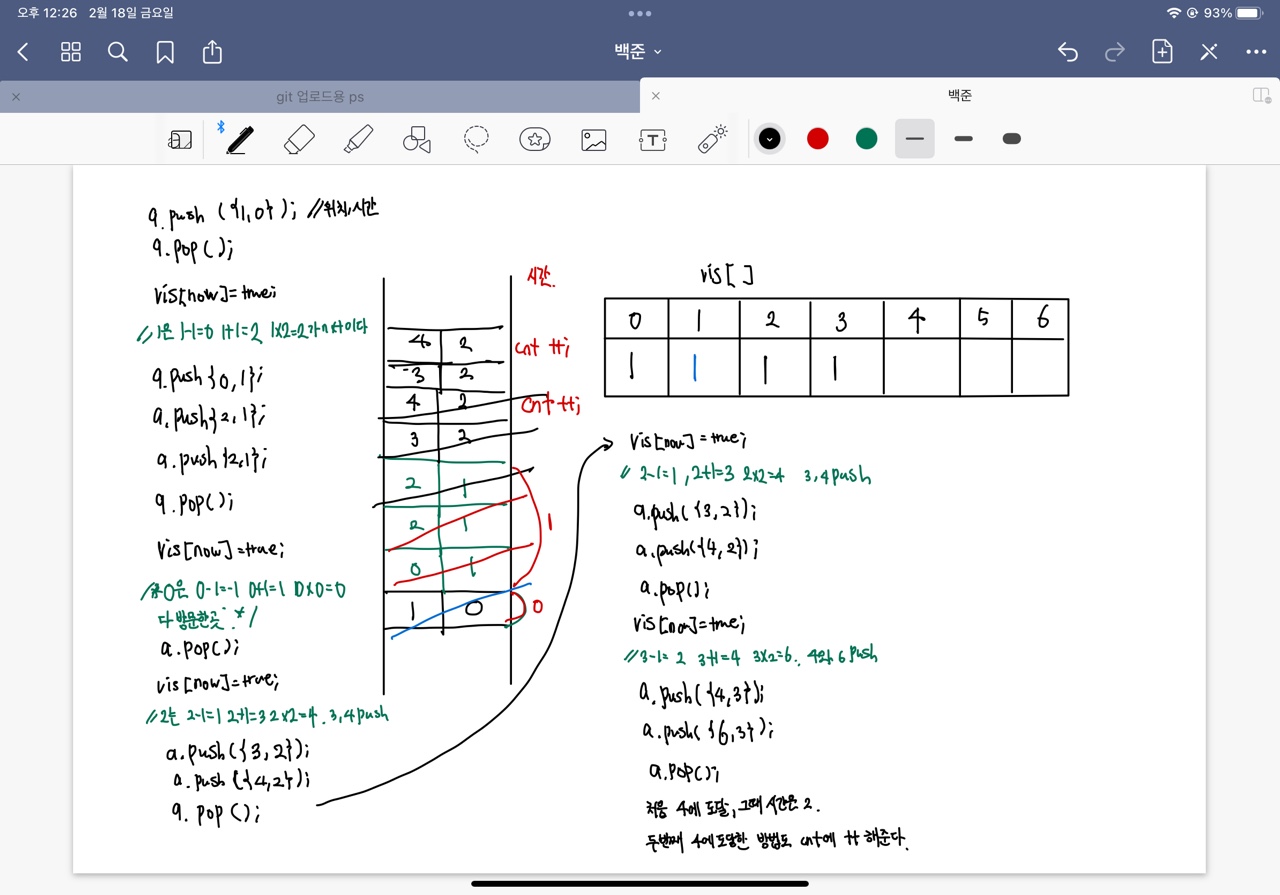 오후 12:26 2월 18일 금요일
93%
백준
git 업로드용 ps
백준
q.push ({1,0}); //위치,시간
q.pop();
vis[now]=true;
//1은 1-1=0 1+1=2 1x2=2가 n차이다
q.push{0,1};
q.push{2,1};
q.push{2,1};
q.pop();
vis[now]=true;
0은 0-1=-1 0+1=1 0x0=0
다 방문한곳 */
q.pop();
vis[now]=true;
//2는 2-1=1 2+1=3 2x2=4. 3,4 push
q.push({3,2});
q.push({4,2});
q.pop();
시간.
4 2
cnt ++;
3 2
4 2
cnt++;
3 2
2 1
2 1
1
0 1
1 0
0
vis[ ]
0 1 2 3 4 5 6
1 1 1 1
vis[now]=true;
// 2-1=1, 2+1=3 2x2=4 3,4 push
q.push({3,2});
q.push({4,2});
q.pop();
vis[now]=true;
//3-1=2 3+1=4 3x2=6. 4와 6 push
q.push({4,3});
q.push({6,3});
q.pop();
처음 4에 도달, 그때 시간은 2.
두번째 4에 도달한 방법도 cnt에 ++ 해준다.